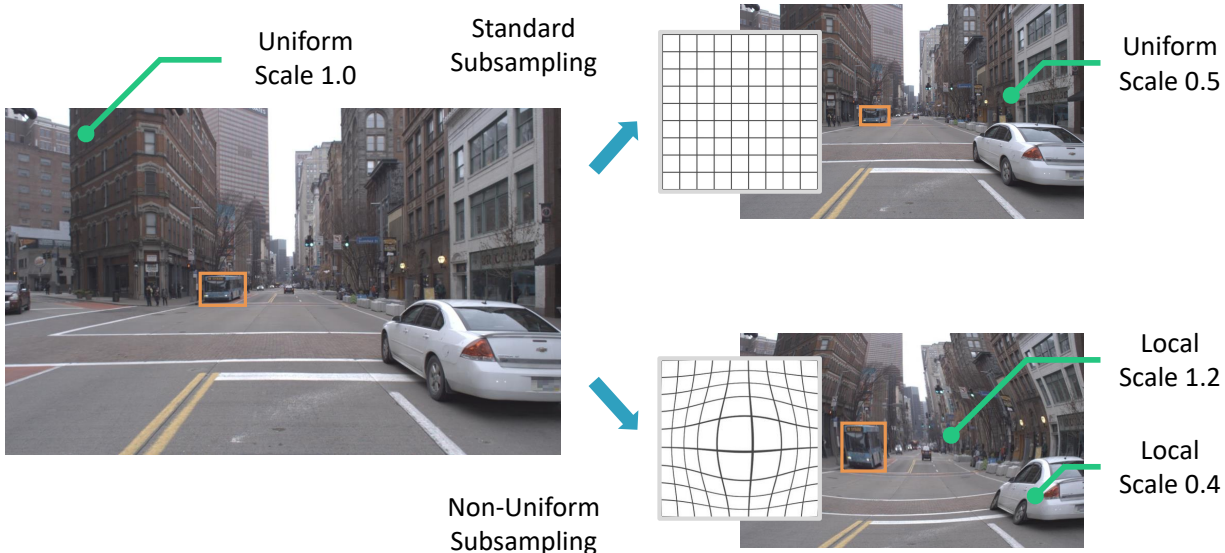 Uniform
Scale 1.0
Standard
Subsampling
Uniform
Scale 0.5
Local
Scale 1.2
Local
Scale 0.4
Non-Uniform
Subsampling